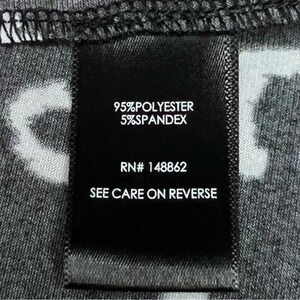 95%POLYESTER
5%SPANDEX
RN# 148862
SEE CARE ON REVERSE